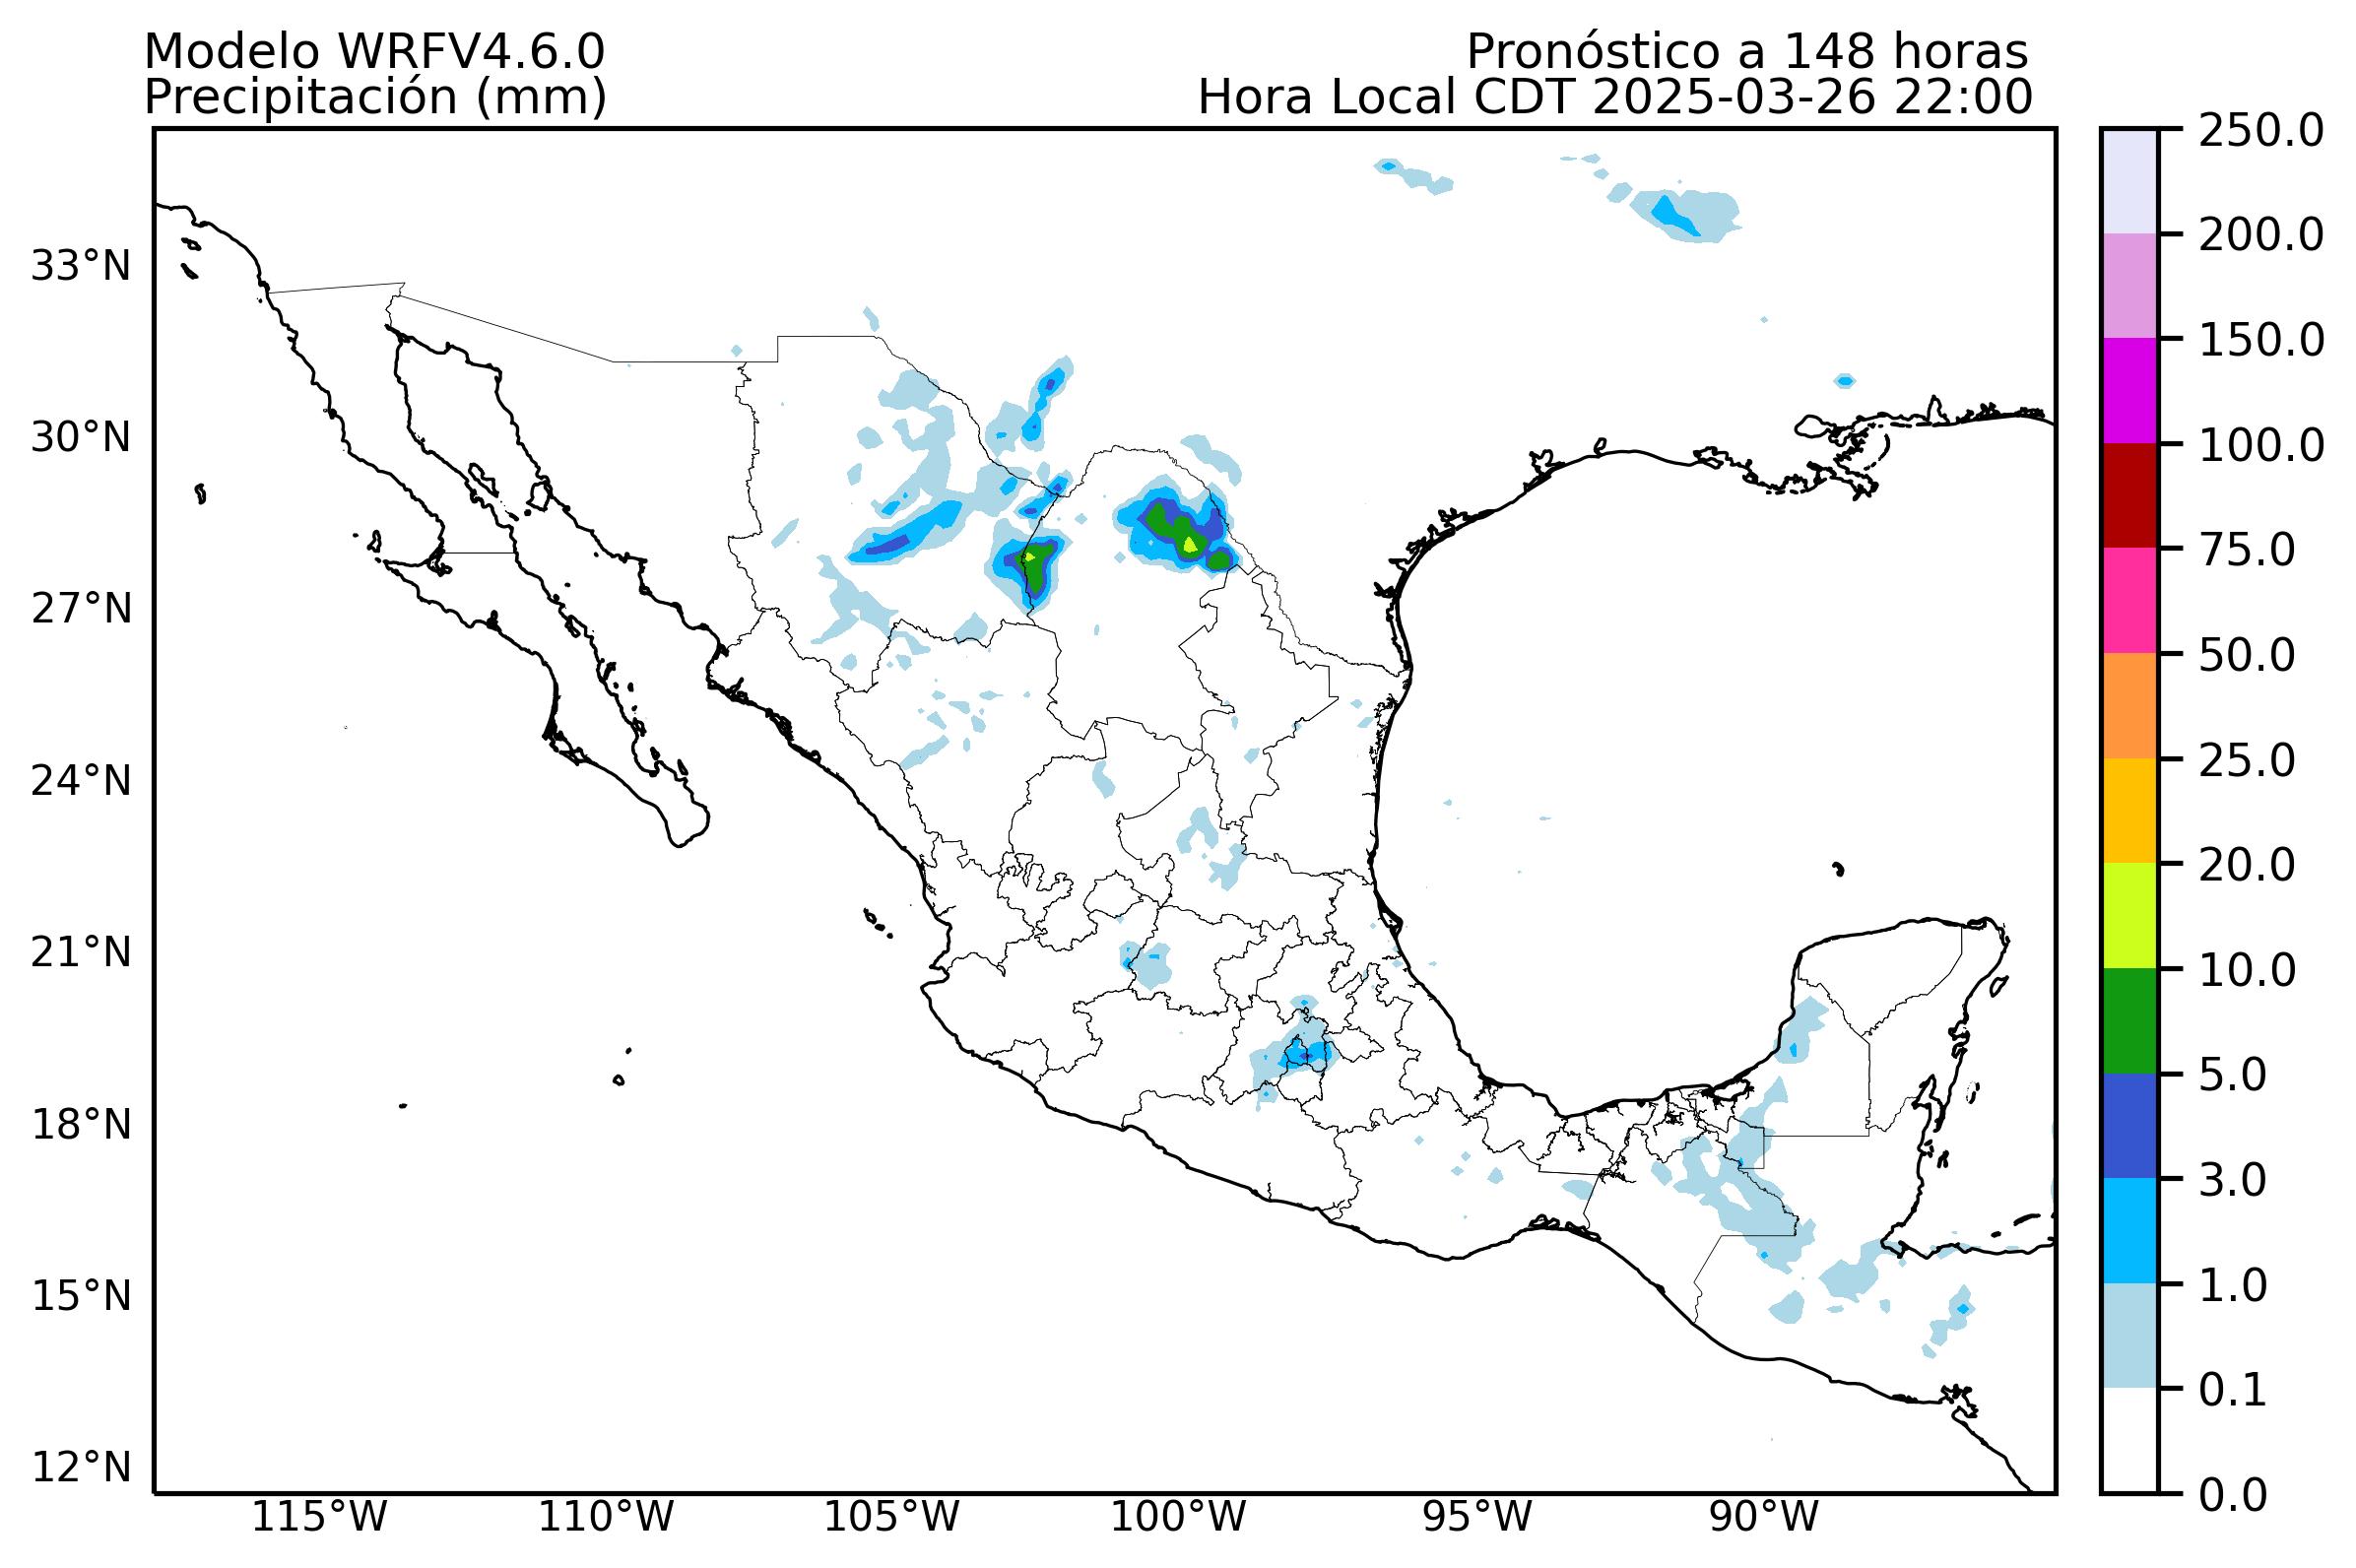 Modelo WRFV4.6.0
Pronóstico a 148 horas
Precipitación (mm)
Hora Local CDT 2025-03-26 22:00
250.0
200.0
150.0
100.0
75.0
50.0
25.0
20.0
10.0
5.0
3.0
1.0
0.1
0.0
33°N
30°N
27°N
24°N
21°N
18°N
15°N
12°N
115°W
110°W
105°W
100°W
95°W
90°W